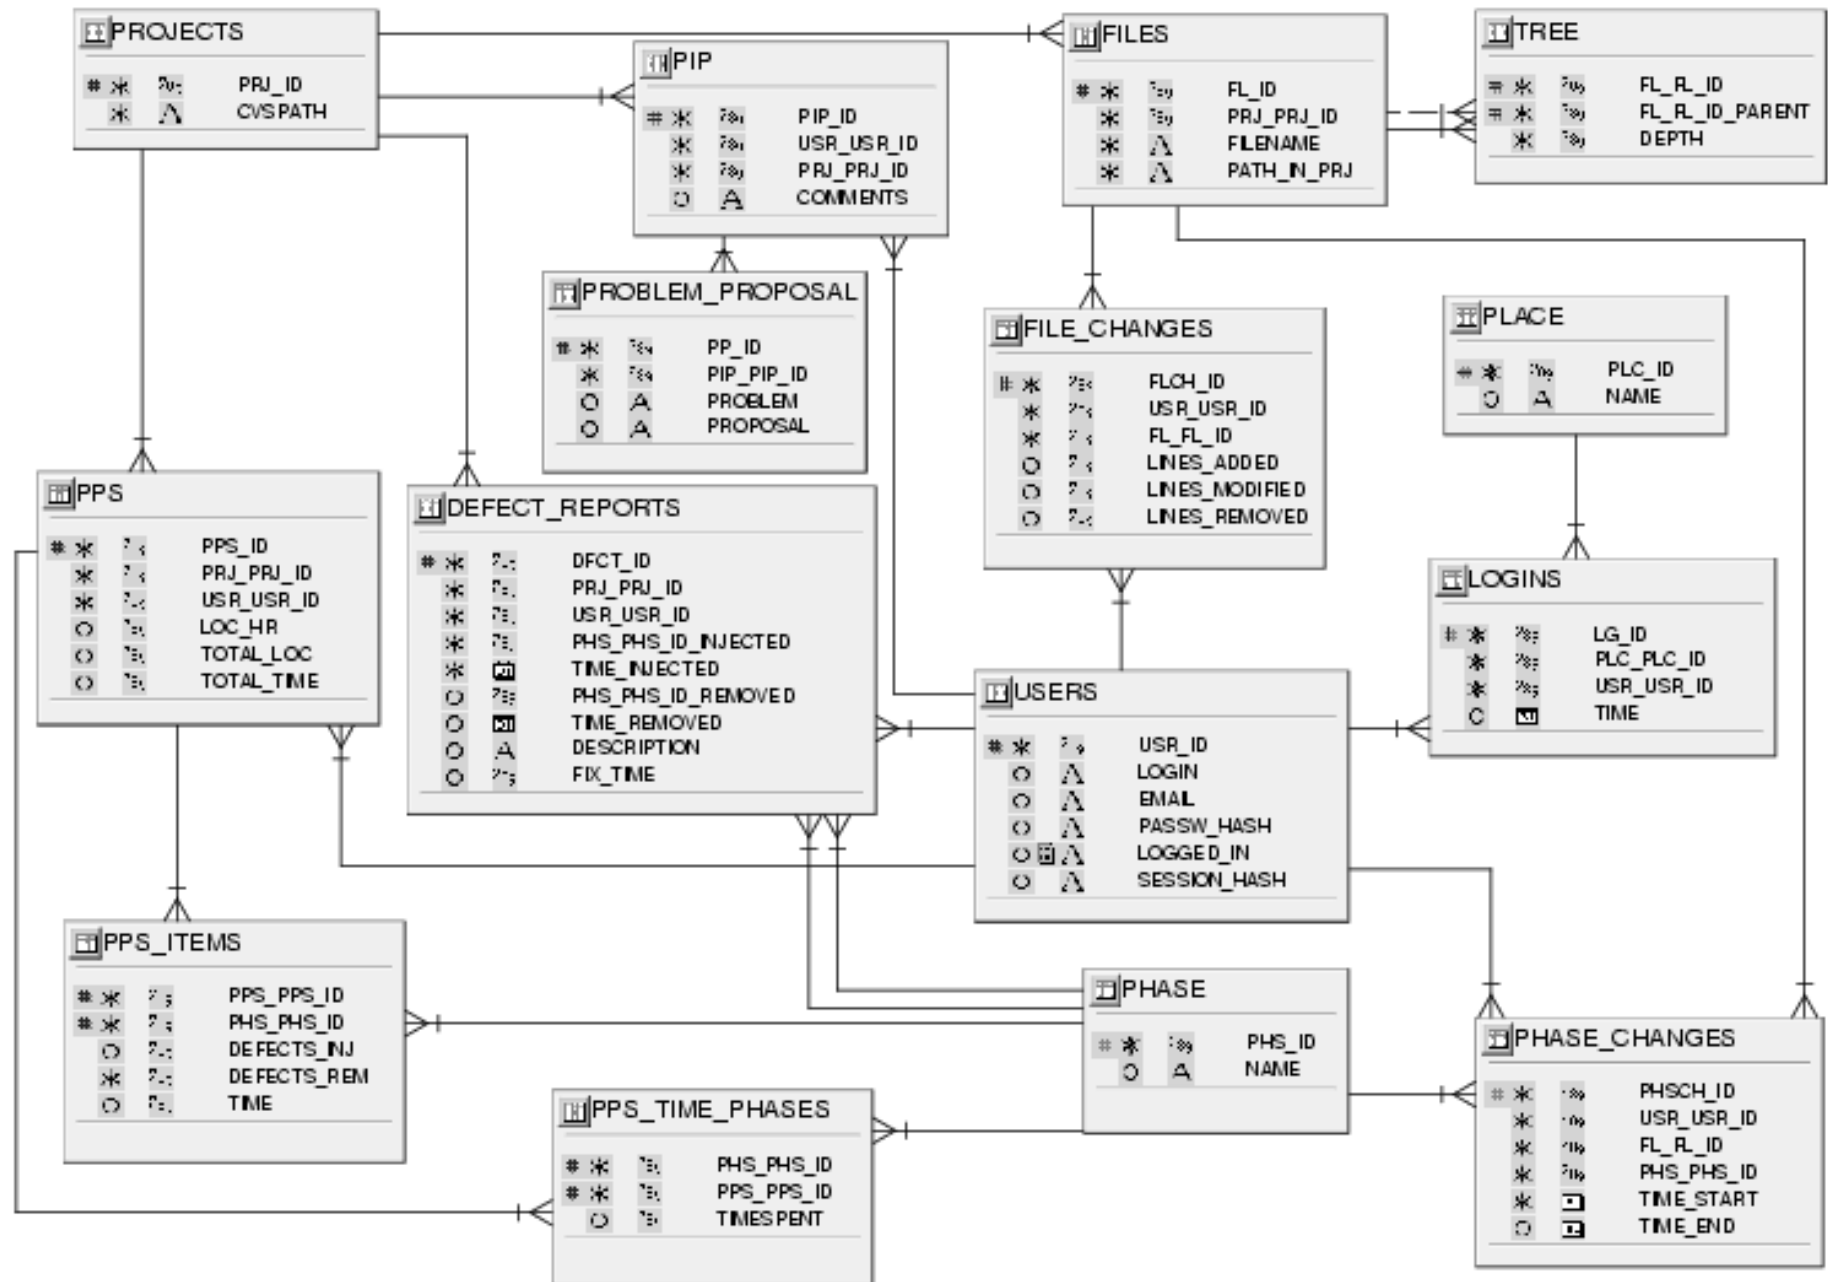 PROJECTS
# * PRJ_ID
* CVSPATH
PIP
# * PIP_ID
* USR_USR_ID
* PRJ_PRJ_ID
O A COMMENTS
FILES
# * FL_ID
* PRJ_PRJ_ID
* A FILENAME
* A PATH_IN_PRJ
TREE
* FL_FL_ID
* FL_FL_ID_PARENT
* DEPTH
PROBLEM_PROPOSAL
# * PP_ID
* PIP_PIP_ID
O A PROBLEM
O A PROPOSAL
FILE_CHANGES
# * FLCH_ID
* USR_USR_ID
* FL_FL_ID
O LINES_ADDED
O LINES_MODIFIED
O LINES_REMOVED
PLACE
# * PLC_ID
O A NAME
PPS
# * PPS_ID
* PRJ_PRJ_ID
* USR_USR_ID
O LOC_HR
O TOTAL_LOC
O TOTAL_TIME
DEFECT_REPORTS
# * DFCT_ID
* PRJ_PRJ_ID
* USR_USR_ID
* PHS_PHS_ID_INJECTED
* TIME_INJECTED
O PHS_PHS_ID_REMOVED
O TIME_REMOVED
O A DESCRIPTION
O FIX_TIME
LOGINS
# * LG_ID
* PLC_PLC_ID
* USR_USR_ID
O TIME
USERS
# * USR_ID
O A LOGIN
O A EMAIL
O A PASSW_HASH
O A LOGGED_IN
O A SESSION_HASH
PPS_ITEMS
# * PPS_PPS_ID
# * PHS_PHS_ID
O DEFECTS_INJ
* DEFECTS_REM
O TIME
PHASE
# * PHS_ID
O A NAME
PHASE_CHANGES
# * PHSCH_ID
* USR_USR_ID
* FL_FL_ID
* PHS_PHS_ID
* TIME_START
O TIME_END
PPS_TIME_PHASES
# * PHS_PHS_ID
# * PPS_PPS_ID
O TIMESPENT